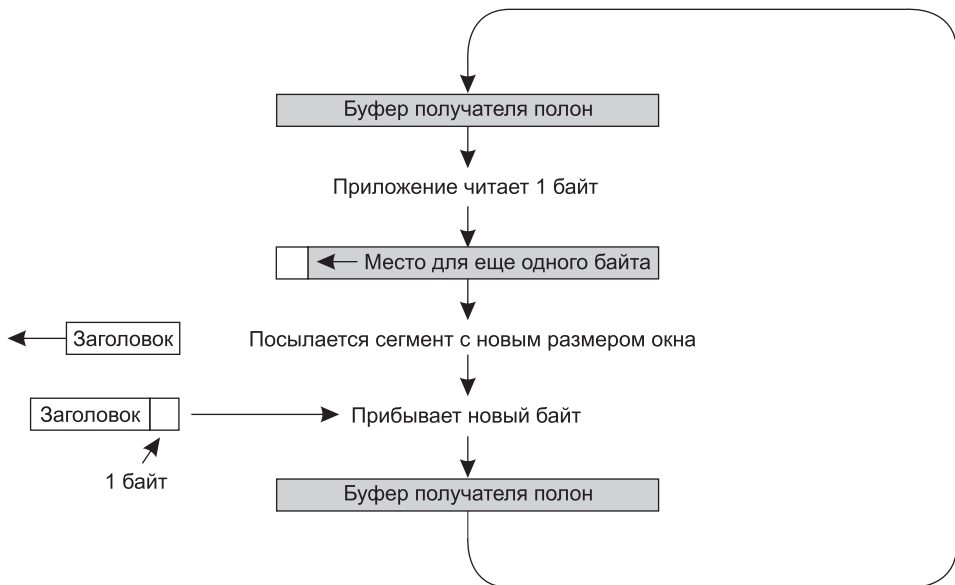 Буфер получателя полон
Приложение читает 1 байт
Место для еще одного байта
Заголовок
Посылается сегмент с новым размером окна
Заголовок
Прибывает новый байт
1 байт
Буфер получателя полон